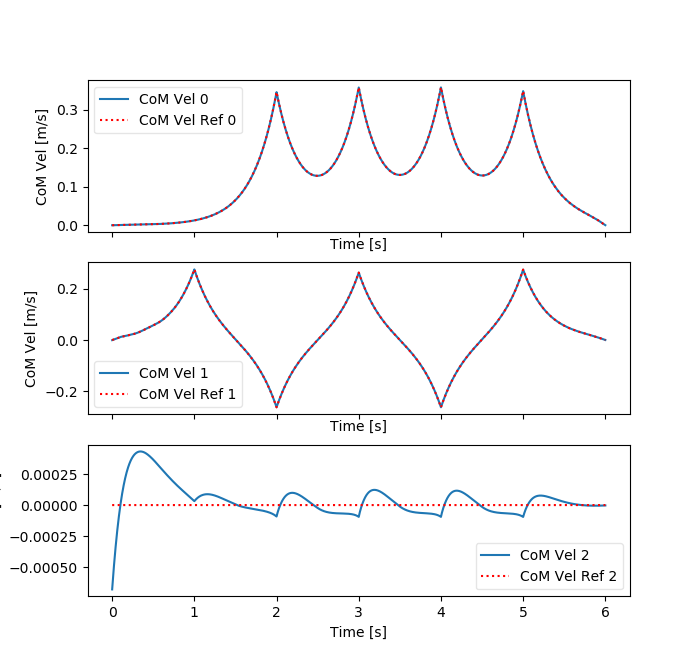 CoM Vel [m/s]
0.3
0.2
0.1
0.0
CoM Vel 0
CoM Vel Ref 0
Time [s]
CoM Vel [m/s]
0.2
0.0
−0.2
CoM Vel 1
CoM Vel Ref 1
Time [s]
0.00025
0.00000
−0.00025
−0.00050
CoM Vel 2
CoM Vel Ref 2
0 1 2 3 4 5 6
Time [s]